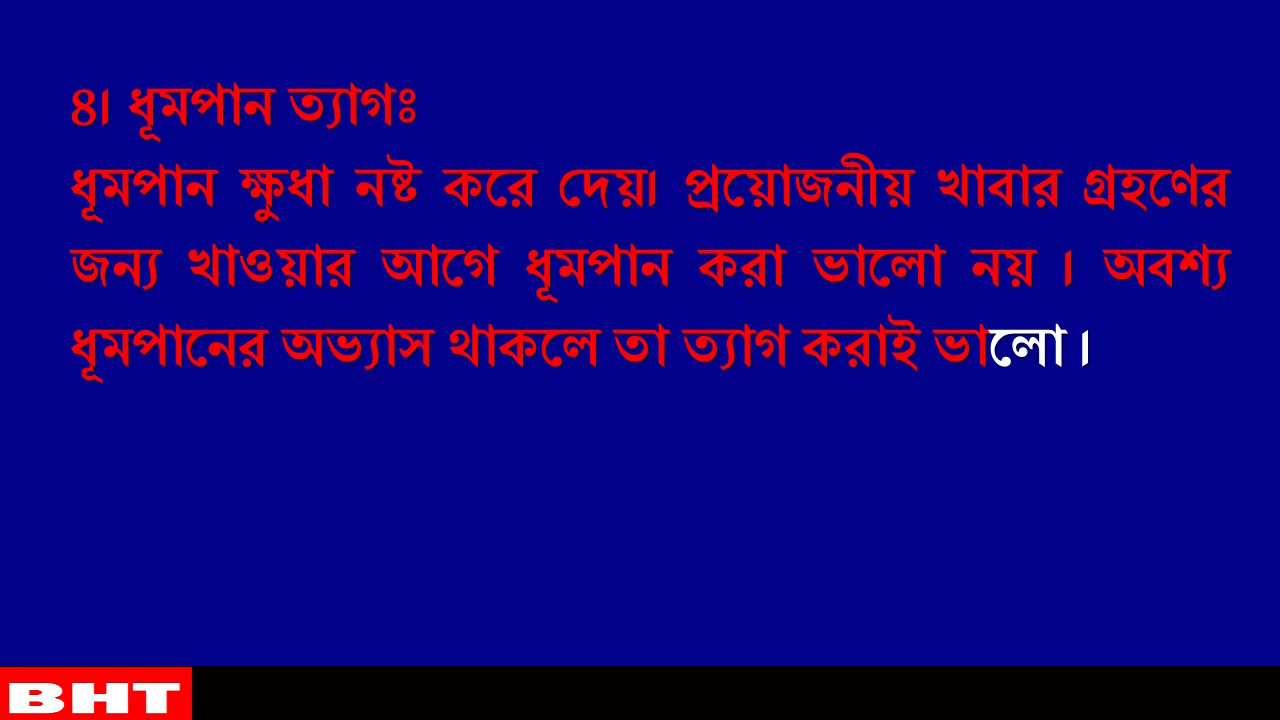 ৪। ধূমপান ত্যাগঃ
ধূমপান ক্ষুধা নষ্ট করে দেয়। প্রয়োজনীয় খাবার গ্রহণের
জন্য খাওয়ার আগে ধূমপান করা ভালো নয় । অবশ্য
ধূমপানের অভ্যাস থাকলে তা ত্যাগ করাই ভালো ।
BHT